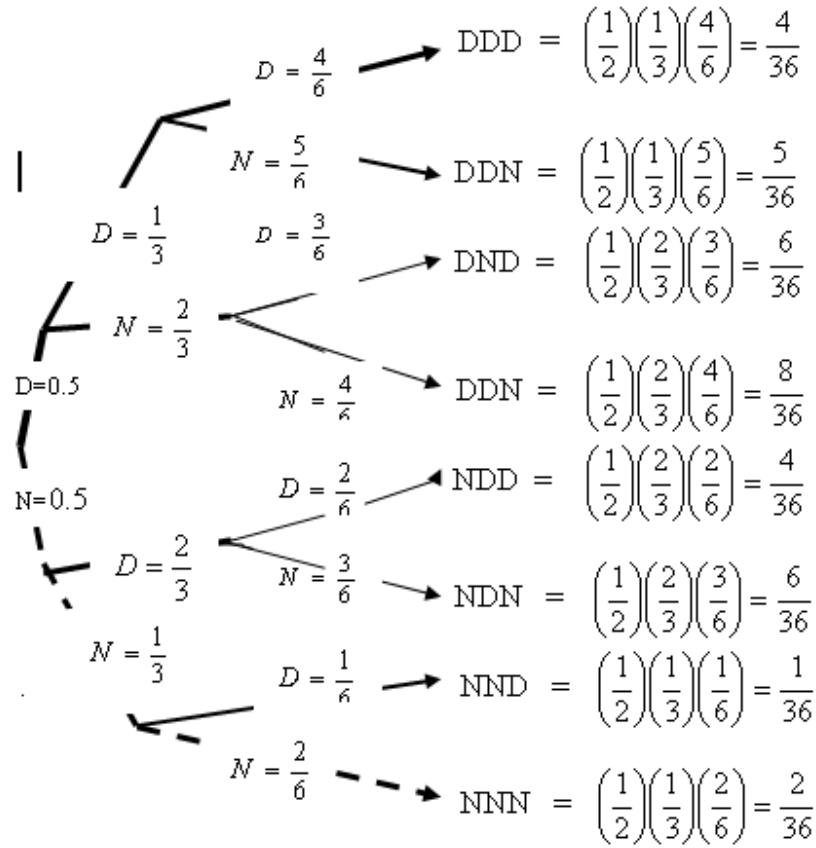 D = 4/6
DDD = (1/2)(1/3)(4/6) = 4/36
N = 5/6
DDN = (1/2)(1/3)(5/6) = 5/36
D = 1/3
D = 3/6
DND = (1/2)(2/3)(3/6) = 6/36
N = 2/3
D=0.5
N = 4/6
DDN = (1/2)(2/3)(4/6) = 8/36
D = 2/6
NDD = (1/2)(2/3)(2/6) = 4/36
N=0.5
D = 2/3
N = 3/6
NDN = (1/2)(2/3)(3/6) = 6/36
N = 1/3
D = 1/6
NND = (1/2)(1/3)(1/6) = 1/36
N = 2/6
NNN = (1/2)(1/3)(2/6) = 2/36